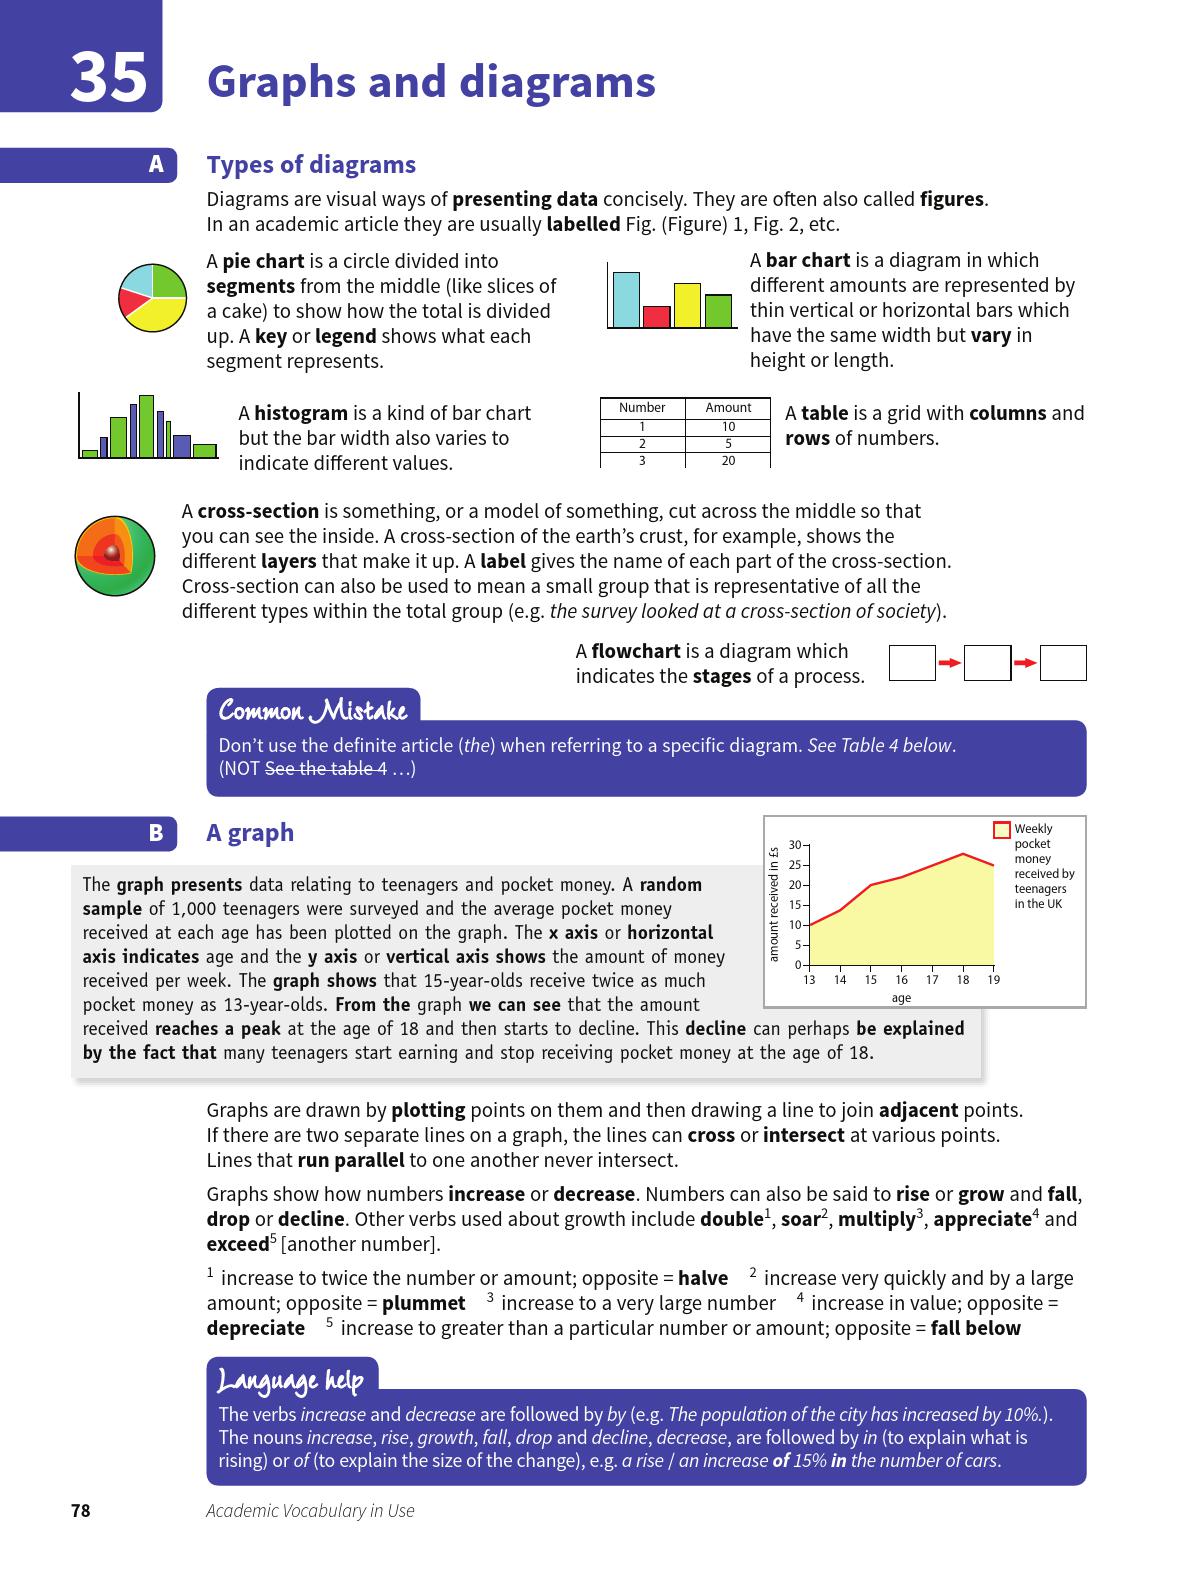 35
Graphs and diagrams
A
Types of diagrams
Diagrams are visual ways of presenting data concisely. They are often also called figures.
In an academic article they are usually labelled Fig. (Figure) 1, Fig. 2, etc.
A pie chart is a circle divided into
segments from the middle (like slices of
a cake) to show how the total is divided
up. A key or legend shows what each
segment represents.
A bar chart is a diagram in which
different amounts are represented by
thin vertical or horizontal bars which
have the same width but vary in
height or length.
A histogram is a kind of bar chart
but the bar width also varies to
indicate different values.
Number Amount
1 10
2 5
3 20
A table is a grid with columns and
rows of numbers.
A cross-section is something, or a model of something, cut across the middle so that
you can see the inside. A cross-section of the earth's crust, for example, shows the
different layers that make it up. A label gives the name of each part of the cross-section.
Cross-section can also be used to mean a small group that is representative of all the
different types within the total group (e.g. the survey looked at a cross-section of society).
A flowchart is a diagram which
indicates the stages of a process.
Common Mistake
Don't use the definite article (the) when referring to a specific diagram. See Table 4 below.
(NOT See the table 4 …)
B
A graph
The graph presents data relating to teenagers and pocket money. A random
sample of 1,000 teenagers were surveyed and the average pocket money
received at each age has been plotted on the graph. The x axis or horizontal
axis indicates age and the y axis or vertical axis shows the amount of money
received per week. The graph shows that 15-year-olds receive twice as much
pocket money as 13-year-olds. From the graph we can see that the amount
received reaches a peak at the age of 18 and then starts to decline. This decline can perhaps be explained
by the fact that many teenagers start earning and stop receiving pocket money at the age of 18.
amount received in £s
30
25
20
15
10
5
0
13 14 15 16 17 18 19
age
Weekly
pocket
money
received by
teenagers
in the UK
Graphs are drawn by plotting points on them and then drawing a line to join adjacent points.
If there are two separate lines on a graph, the lines can cross or intersect at various points.
Lines that run parallel to one another never intersect.
Graphs show how numbers increase or decrease. Numbers can also be said to rise or grow and fall,
drop or decline. Other verbs used about growth include double1, soar2, multiply3, appreciate4 and
exceed5 [another number].
1 increase to twice the number or amount; opposite = halve 2 increase very quickly and by a large
amount; opposite = plummet 3 increase to a very large number 4 increase in value; opposite =
depreciate 5 increase to greater than a particular number or amount; opposite = fall below
Language help
The verbs increase and decrease are followed by by (e.g. The population of the city has increased by 10%.).
The nouns increase, rise, growth, fall, drop and decline, decrease, are followed by in (to explain what is
rising) or of (to explain the size of the change), e.g. a rise / an increase of 15% in the number of cars.
78
Academic Vocabulary in Use